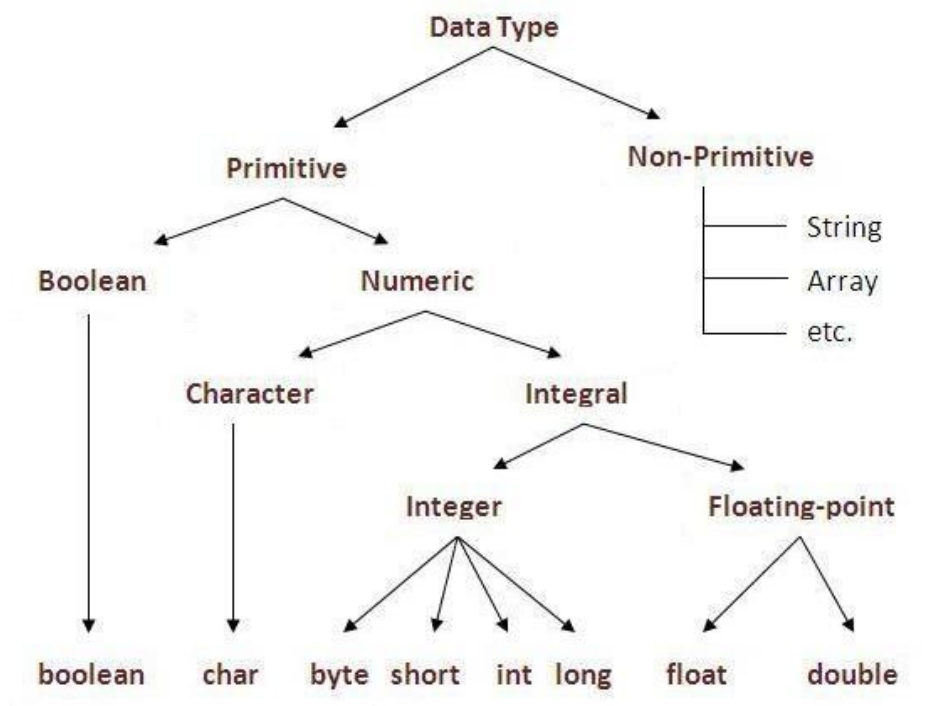 Data Type
Primitive
Non-Primitive
String
Array
etc.
Boolean
Numeric
Character
Integral
Integer
Floating-point
boolean
char
byte
short
int
long
float
double